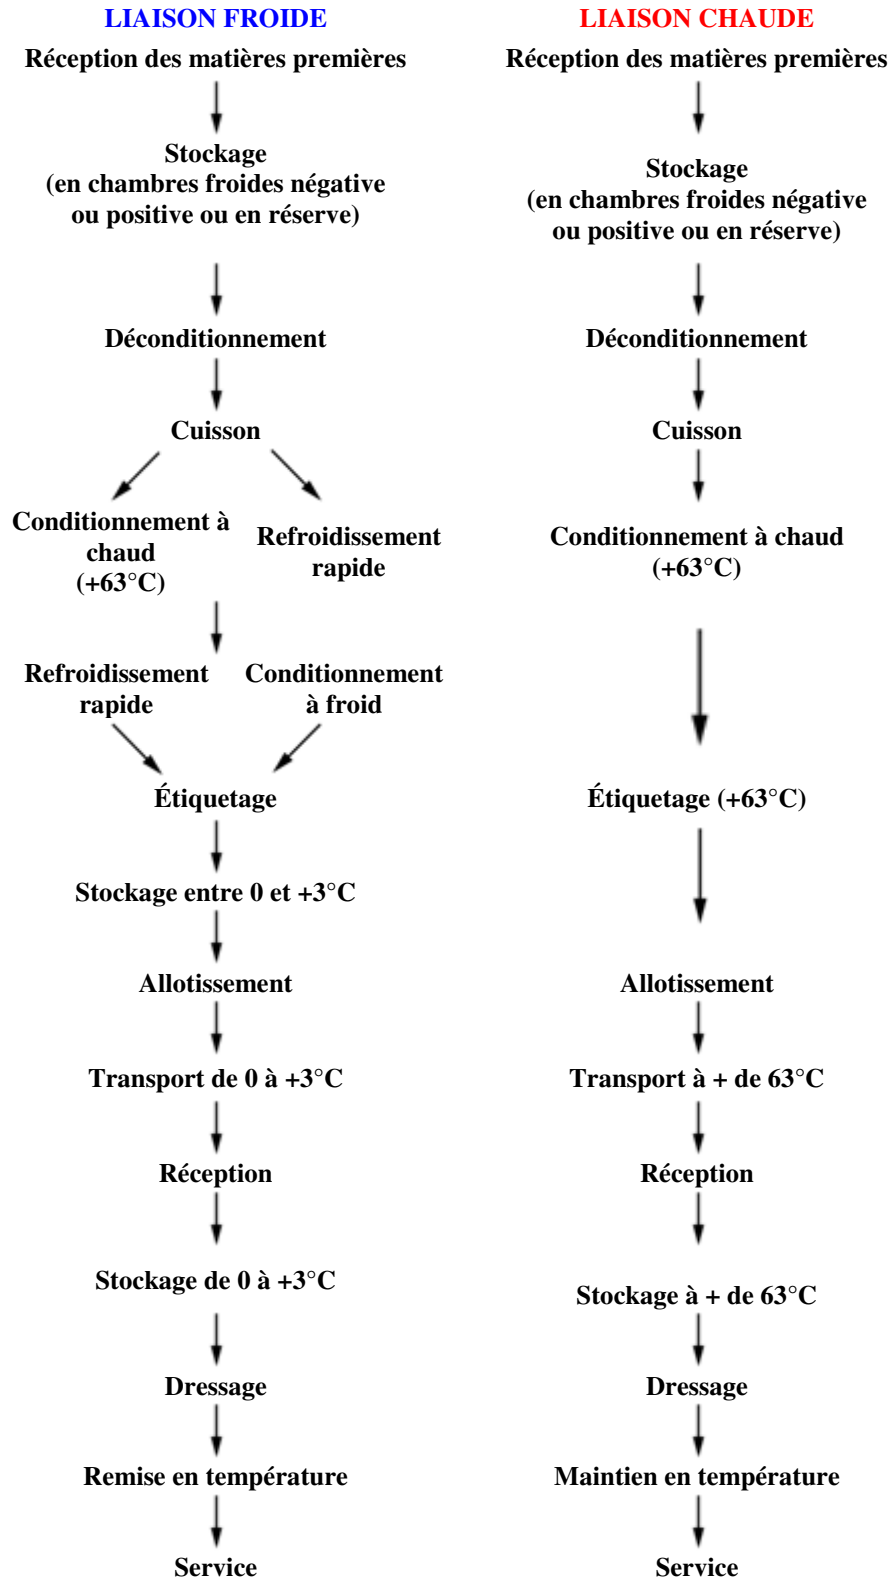 LIAISON FROIDE
Réception des matières premières
Stockage
(en chambres froides négative
ou positive ou en réserve)
Déconditionnement
Cuisson
Conditionnement à
chaud
(+63°C)
Refroidissement
rapide
Refroidissement
rapide
Conditionnement
à froid
Étiquetage
Stockage entre 0 et +3°C
Allotissement
Transport de 0 à +3°C
Réception
Stockage de 0 à +3°C
Dressage
Remise en température
Service
LIAISON CHAUDE
Réception des matières premières
Stockage
(en chambres froides négative
ou positive ou en réserve)
Déconditionnement
Cuisson
Conditionnement à chaud
(+63°C)
Étiquetage (+63°C)
Allotissement
Transport à + de 63°C
Réception
Stockage à + de 63°C
Dressage
Maintien en température
Service